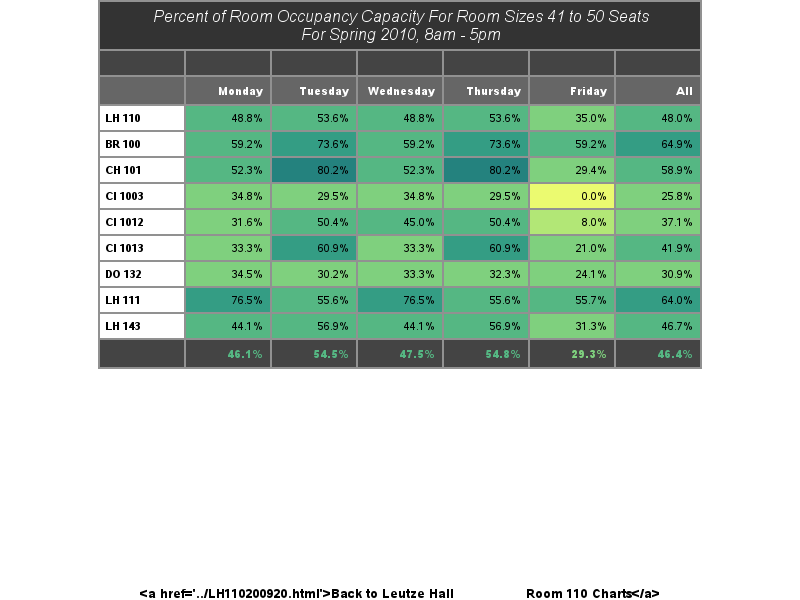 Percent of Room Occupancy Capacity For Room Sizes 41 to 50 Seats
For Spring 2010, 8am - 5pm
Monday Tuesday Wednesday Thursday Friday All
LH 110 48.8% 53.6% 48.8% 53.6% 35.0% 48.0%
BR 100 59.2% 73.6% 59.2% 73.6% 59.2% 64.9%
CH 101 52.3% 80.2% 52.3% 80.2% 29.4% 58.9%
CI 1003 34.8% 29.5% 34.8% 29.5% 0.0% 25.8%
CI 1012 31.6% 50.4% 45.0% 50.4% 8.0% 37.1%
CI 1013 33.3% 60.9% 33.3% 60.9% 21.0% 41.9%
DO 132 34.5% 30.2% 33.3% 32.3% 24.1% 30.9%
LH 111 76.5% 55.6% 76.5% 55.6% 55.7% 64.0%
LH 143 44.1% 56.9% 44.1% 56.9% 31.3% 46.7%
46.1% 54.5% 47.5% 54.8% 29.3% 46.4%
<a href='../LH110200920.html'>Back to Leutze Hall Room 110 Charts</a>